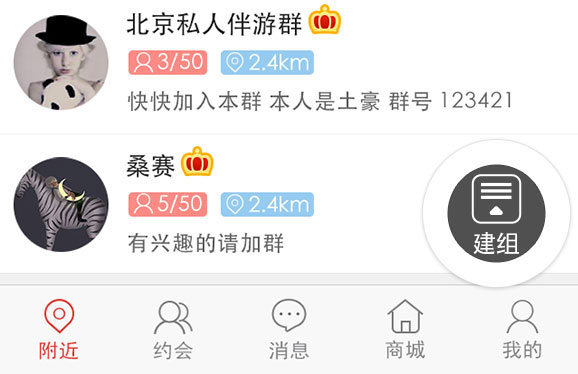 北京私人伴游群
3/50 2.4km
快快加入本群 本人是土豪 群号 123421
桑赛
5/50 2.4km
有兴趣的请加群
建组
附近 约会 消息 商城 我的